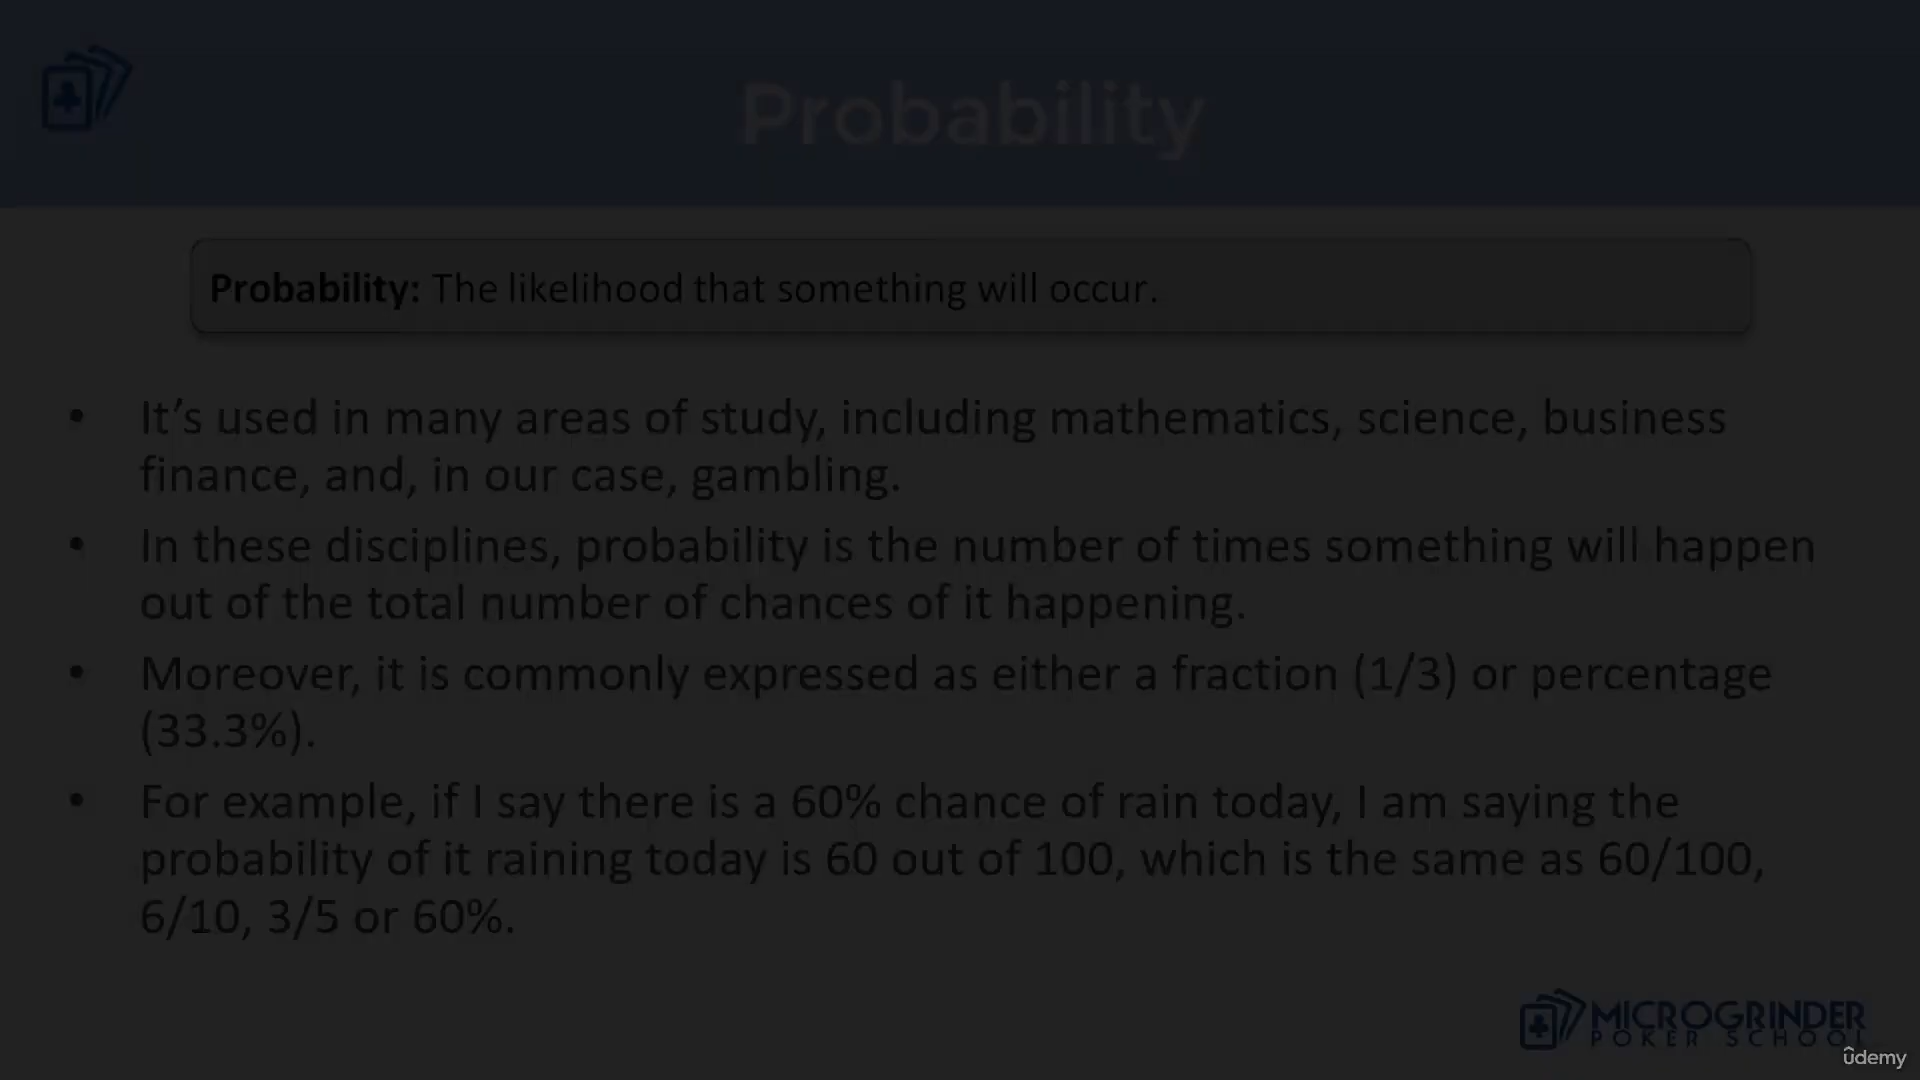 Probability
Probability: The likelihood that something will occur.
• It’s used in many areas of study, including mathematics, science, business
finance, and, in our case, gambling.
• In these disciplines, probability is the number of times something will happen
out of the total number of chances of it happening.
• Moreover, it is commonly expressed as either a fraction (1/3) or percentage
(33.3%).
• For example, if I say there is a 60% chance of rain today, I am saying the
probability of it raining today is 60 out of 100, which is the same as 60/100,
6/10, 3/5 or 60%.
MICROGRINDER
POKER SCHOOL
ûdemy